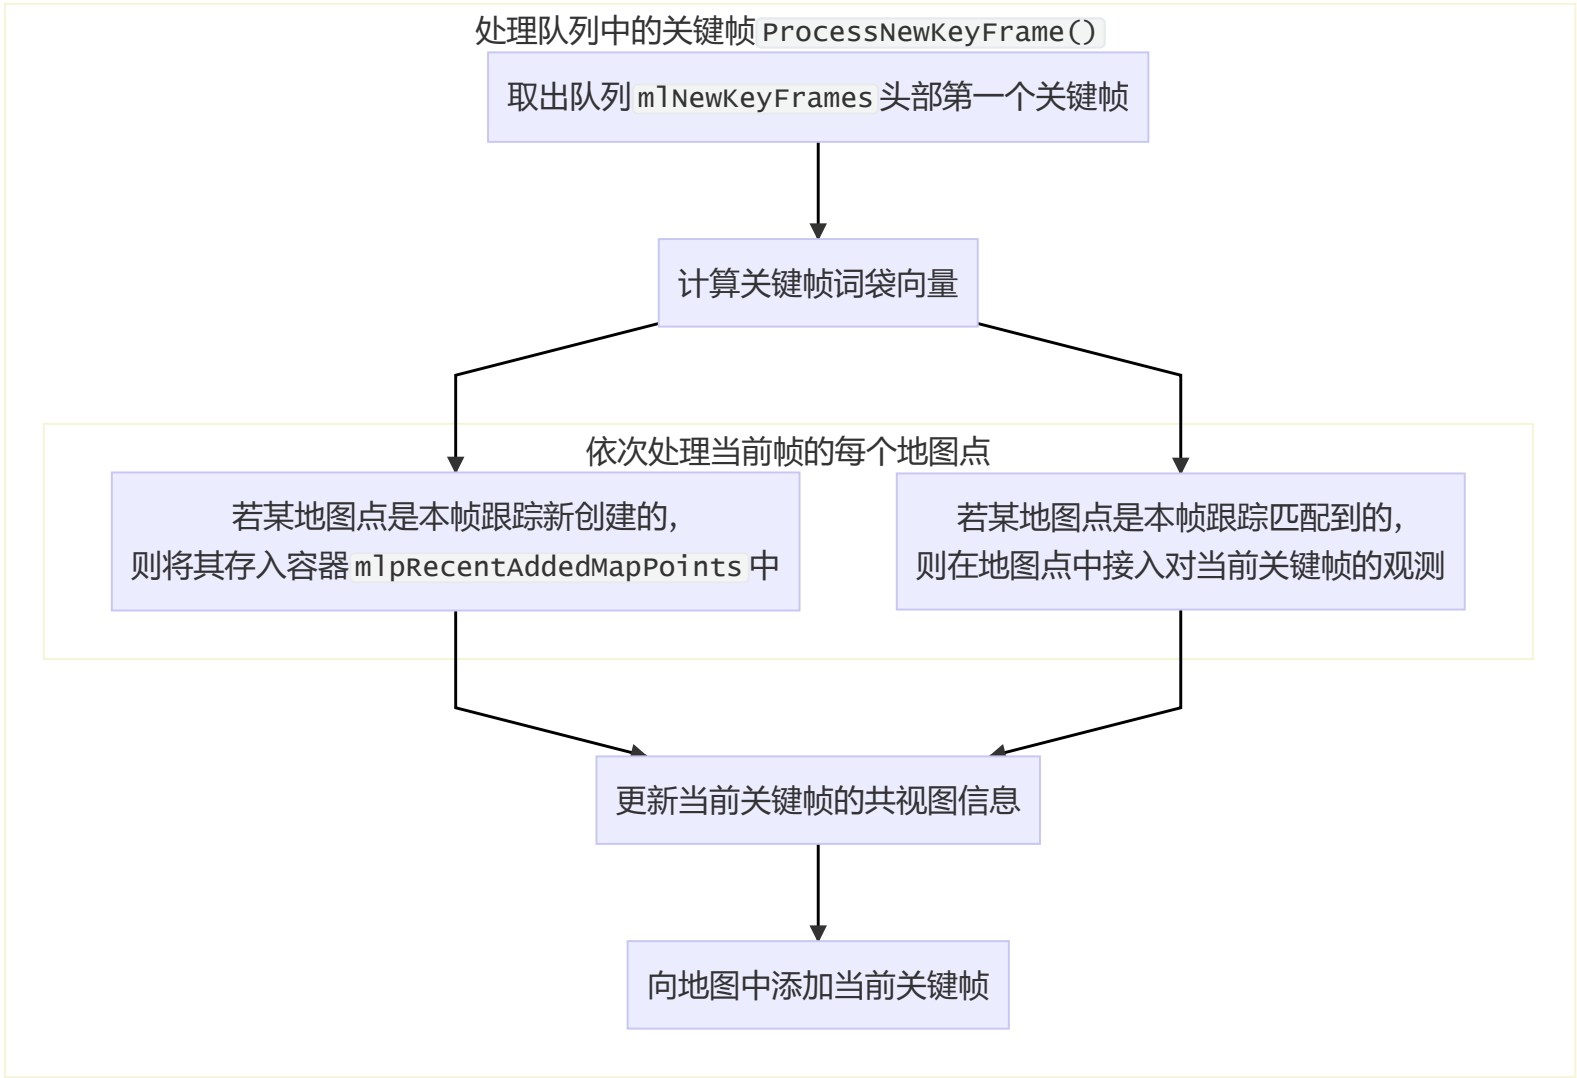 处理队列中的关键帧ProcessNewKeyFrame()
取出队列mlNewKeyFrames头部第一个关键帧
计算关键帧词袋向量
依次处理当前帧的每个地图点
若某地图点是本帧跟踪新创建的，
则将其存入容器mlpRecentAddedMapPoints中
若某地图点是本帧跟踪匹配到的，
则在地图点中接入对当前关键帧的观测
更新当前关键帧的共视图信息
向地图中添加当前关键帧